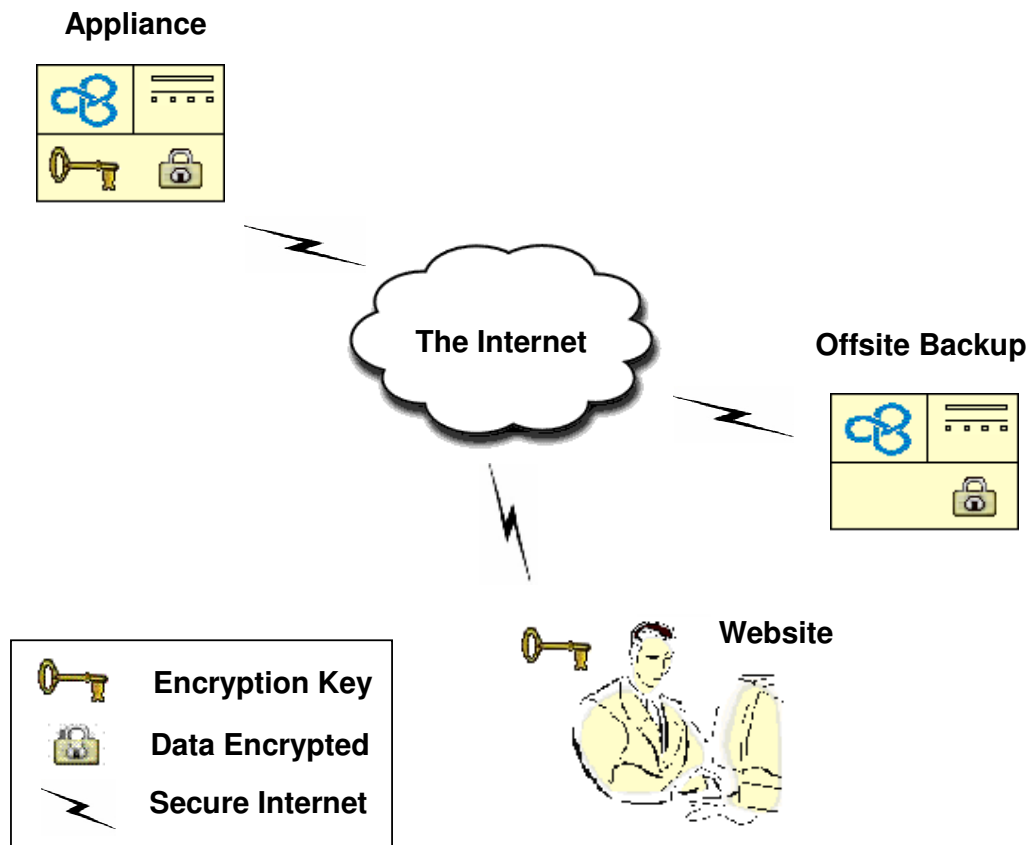 Appliance
The Internet
Offsite Backup
Website
Encryption Key
Data Encrypted
Secure Internet